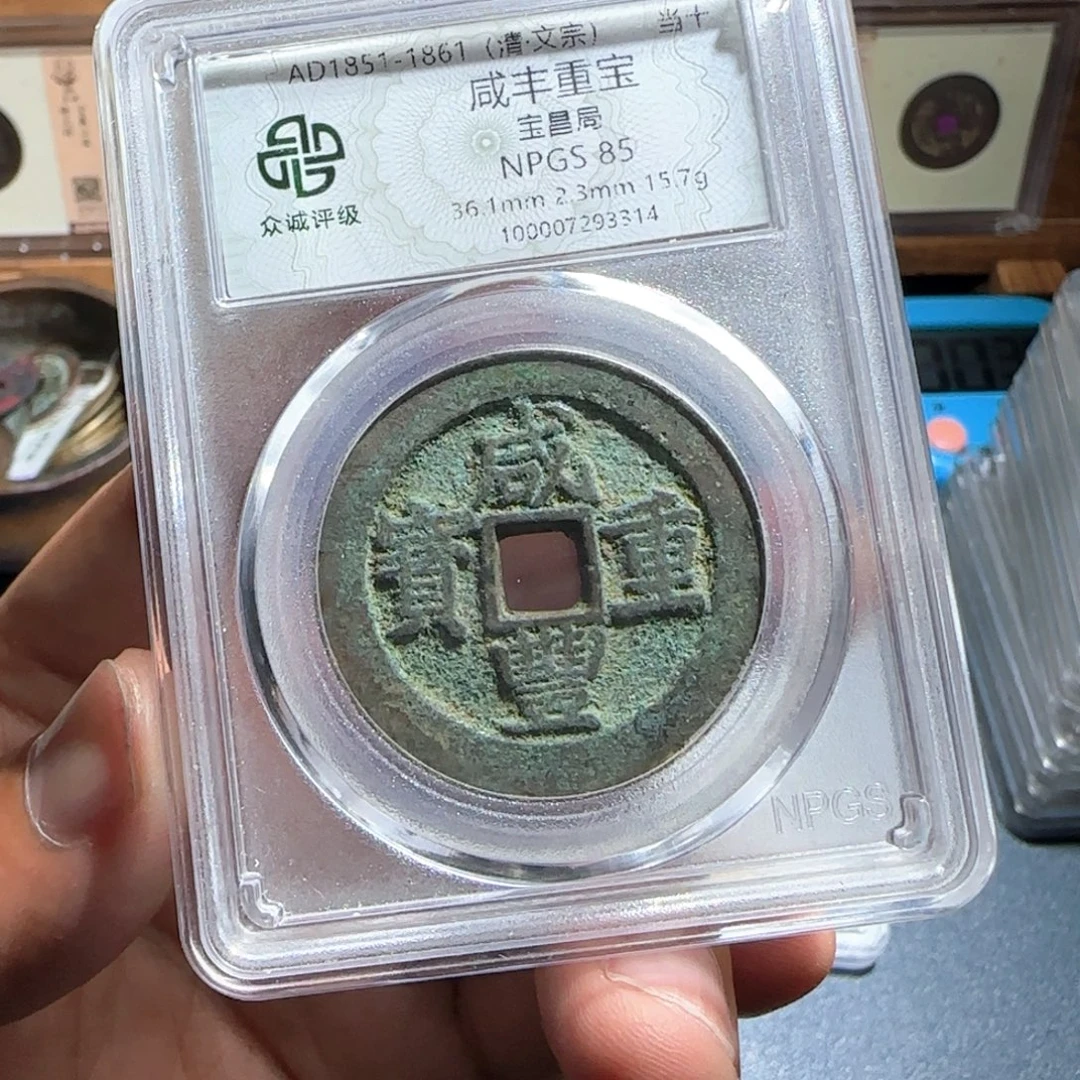 AD1851-1861 (清·文宗) 当十
咸丰重宝
宝昌局
NPGS 85
36.1mm 2.3mm 15.7g
100007293314
众诚评级
咸
寶 重
豐
NPGS